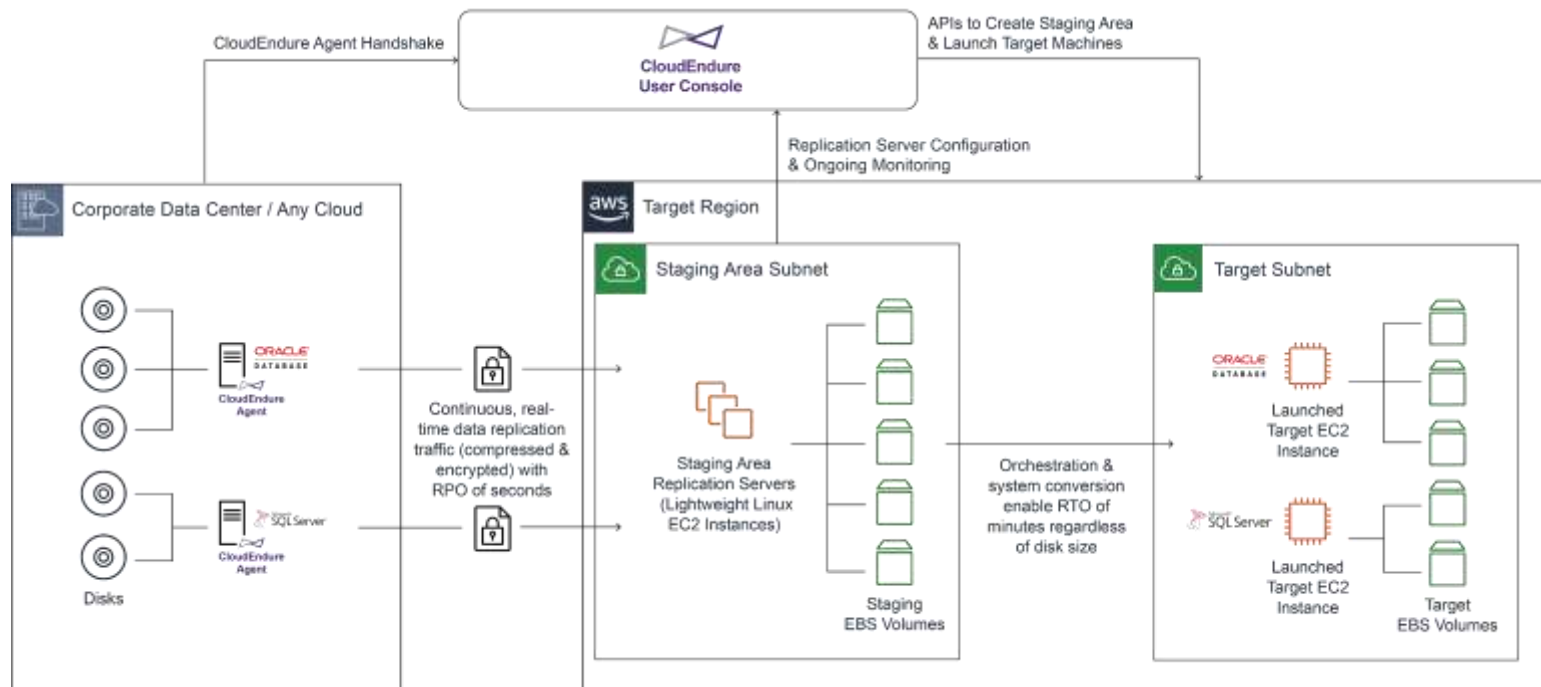 CloudEndure Agent Handshake
CloudEndure
User Console
APIs to Create Staging Area
& Launch Target Machines
Replication Server Configuration
& Ongoing Monitoring
Corporate Data Center / Any Cloud
ORACLE
DATABASE
CloudEndure
Agent
SQL Server
CloudEndure
Agent
Disks
Continuous, real-
time data replication
traffic (compressed &
encrypted) with
RPO of seconds
aws
Target Region
Staging Area Subnet
Staging Area
Replication Servers
(Lightweight Linux
EC2 Instances)
Staging
EBS Volumes
Orchestration &
system conversion
enable RTO of
minutes regardless
of disk size
Target Subnet
ORACLE
DATABASE
Launched
Target EC2
Instance
SQL Server
Launched
Target EC2
Instance
Target
EBS Volumes